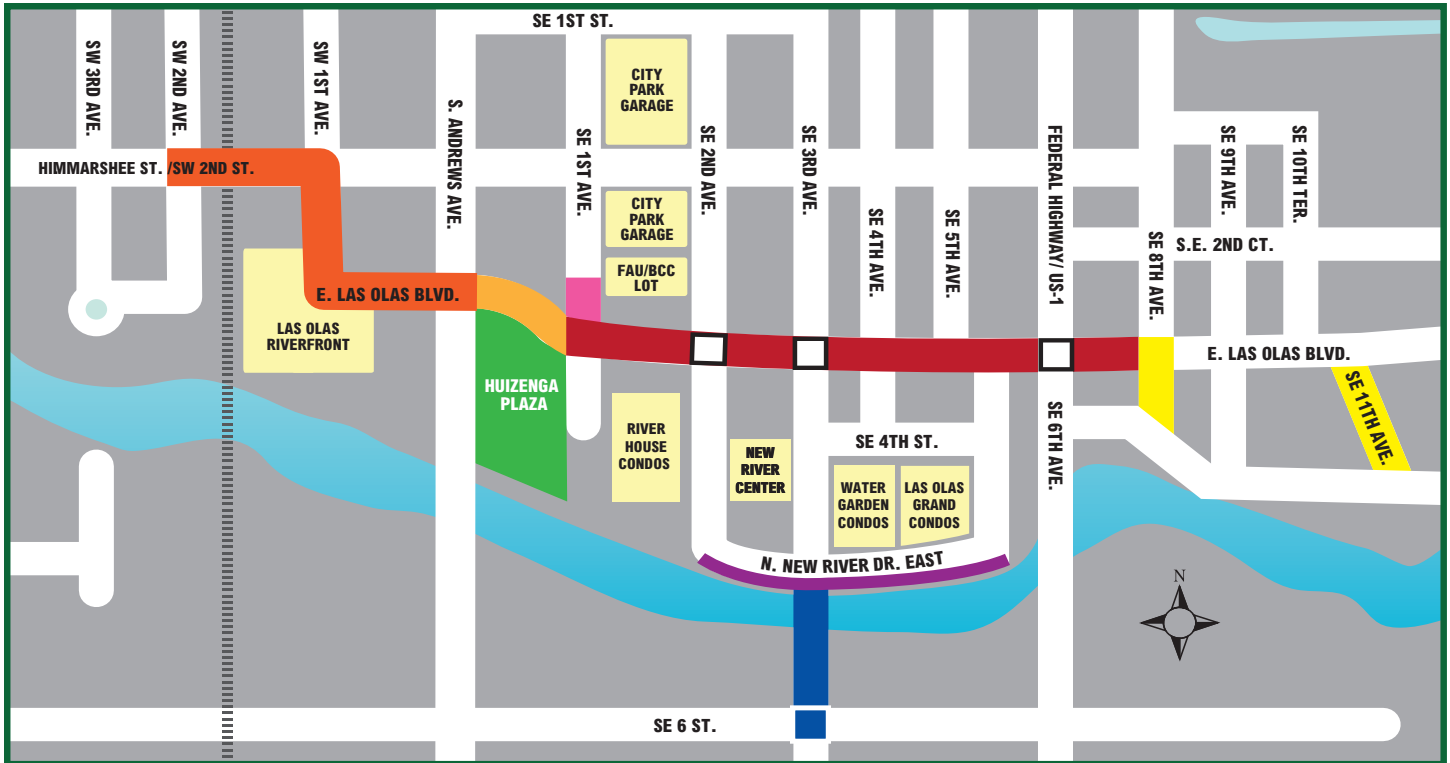 SE 1ST ST.
SW 3RD AVE.
SW 2ND AVE.
SW 1ST AVE.
S. ANDREWS AVE.
SE 1ST AVE.
CITY
PARK
GARAGE
SE 2ND AVE.
SE 3RD AVE.
FEDERAL HIGHWAY/ US-1
SE 9TH AVE.
SE 10TH TER.
HIMMARSHEE ST. /SW 2ND ST.
CITY
PARK
GARAGE
SE 4TH AVE.
SE 5TH AVE.
SE 8TH AVE.
S.E. 2ND CT.
FAU/BCC
LOT
E. LAS OLAS BLVD.
LAS OLAS
RIVERFRONT
E. LAS OLAS BLVD.
HUIZENGA
PLAZA
SE 11TH AVE.
RIVER
HOUSE
CONDOS
NEW
RIVER
CENTER
SE 4TH ST.
SE 6TH AVE.
WATER
GARDEN
CONDOS
LAS OLAS
GRAND
CONDOS
N. NEW RIVER DR. EAST
N
SE 6 ST.